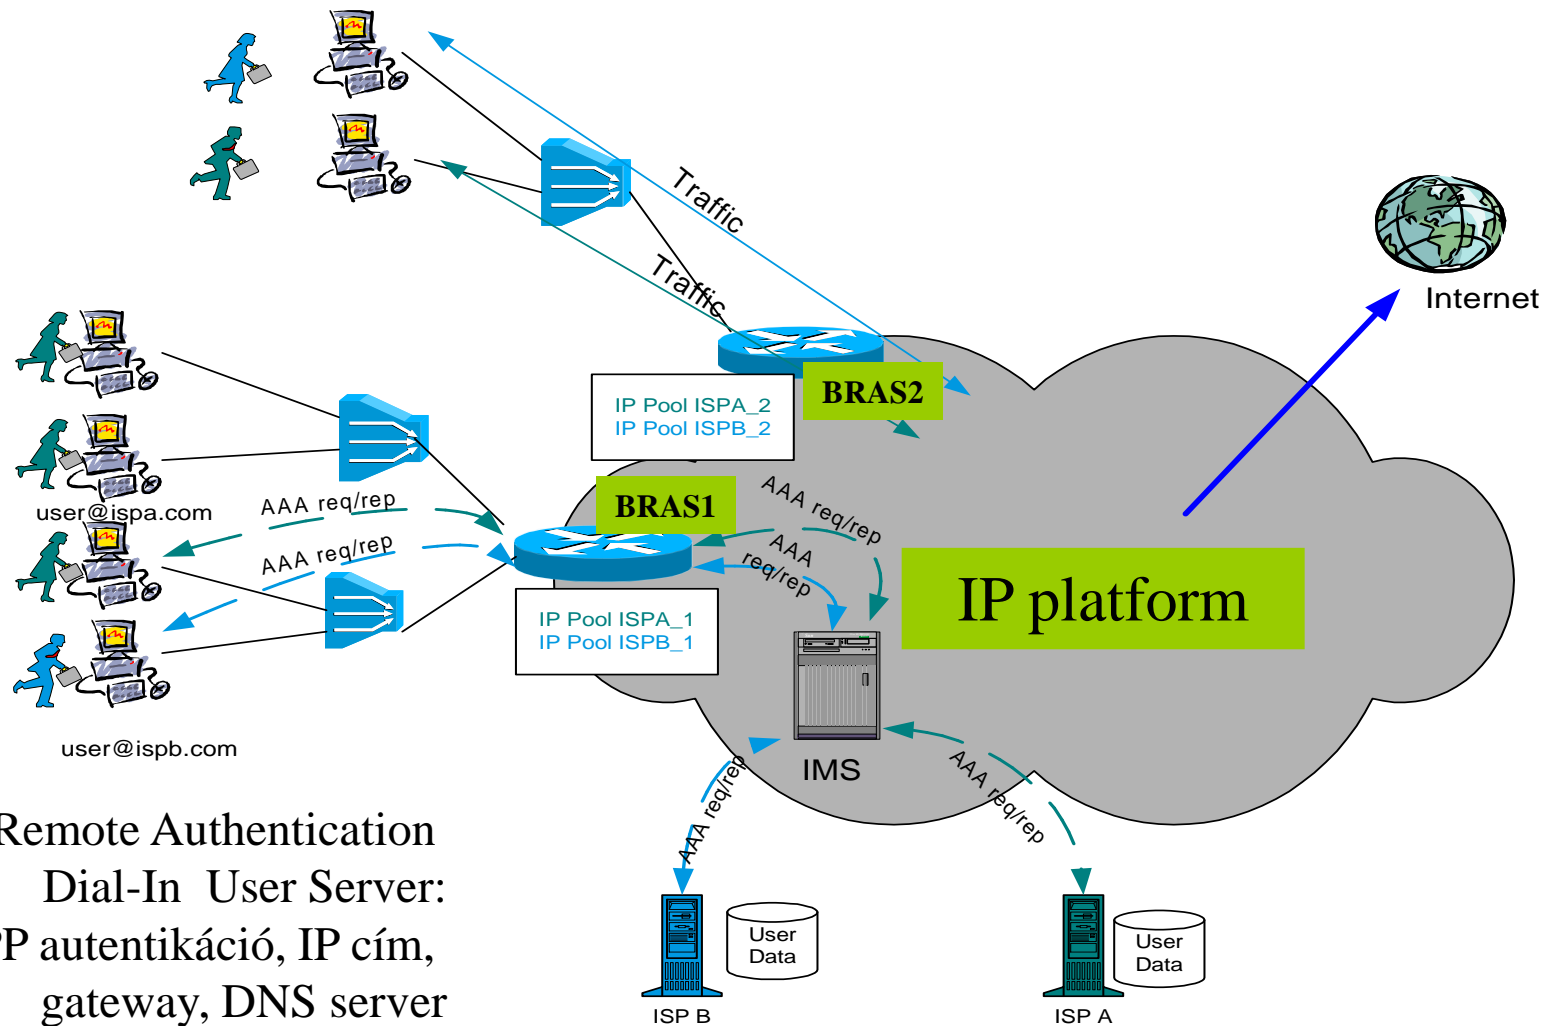 Traffic
Traffic
Internet
BRAS2
IP Pool ISPA_2
IP Pool ISPB_2
BRAS1
AAA req/rep
user@ispa.com
AAA req/rep
AAA req/rep
AAA
req/rep
IP platform
IP Pool ISPA_1
IP Pool ISPB_1
user@ispb.com
IMS
AAA req/rep
AAA req/rep
Remote Authentication
Dial-In User Server:
autentikáció, IP cím,
gateway, DNS server
User
Data
User
Data
ISP B
ISP A